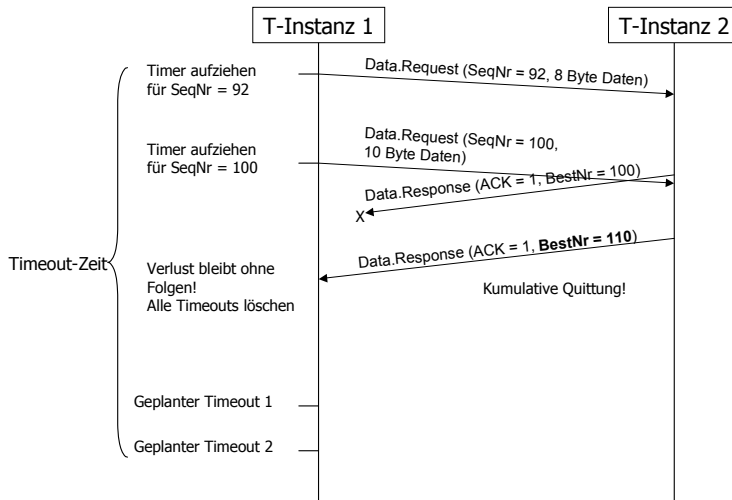 T-Instanz 1
T-Instanz 2
Timer aufziehen
für SeqNr = 92
Data.Request (SeqNr = 92, 8 Byte Daten)
Timer aufziehen
für SeqNr = 100
Data.Request (SeqNr = 100,
10 Byte Daten)
Data.Response (ACK = 1, BestNr = 100)
X
Timeout-Zeit
Data.Response (ACK = 1, BestNr = 110)
Verlust bleibt ohne
Folgen!
Alle Timeouts löschen
Kumulative Quittung!
Geplanter Timeout 1
Geplanter Timeout 2